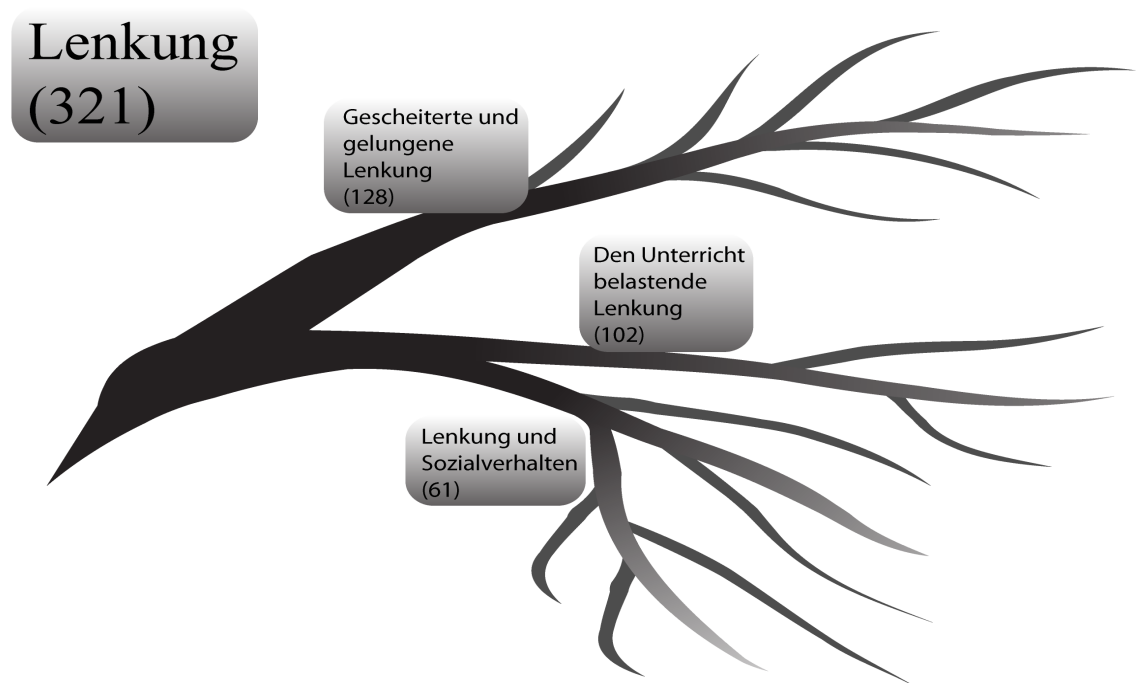 Lenkung
(321)
Gescheiterte und
gelungene
Lenkung
(128)
Den Unterricht
belastende
Lenkung
(102)
Lenkung und
Sozialverhalten
(61)